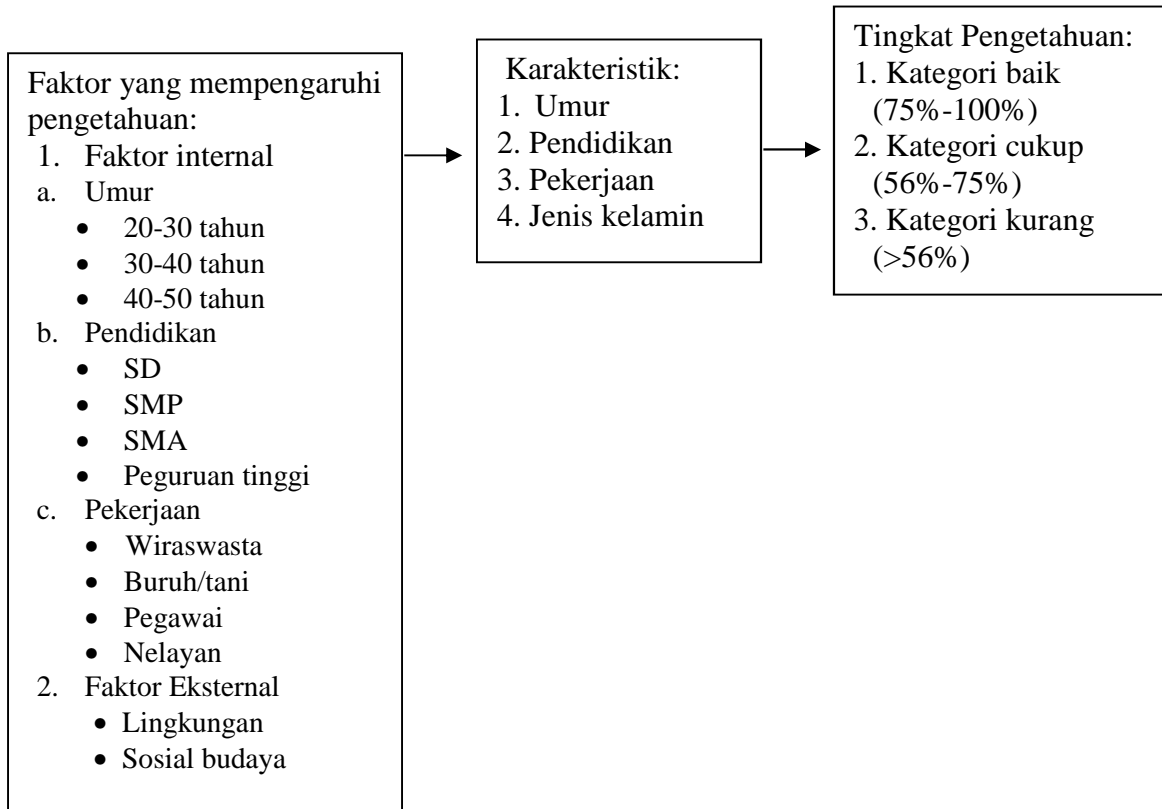 Faktor yang mempengaruhi
pengetahuan:
1. Faktor internal
a. Umur
• 20-30 tahun
• 30-40 tahun
• 40-50 tahun
b. Pendidikan
• SD
• SMP
• SMA
• Peguruan tinggi
c. Pekerjaan
• Wiraswasta
• Buruh/tani
• Pegawai
• Nelayan
2. Faktor Eksternal
• Lingkungan
• Sosial budaya
Karakteristik:
1. Umur
2. Pendidikan
3. Pekerjaan
4. Jenis kelamin
Tingkat Pengetahuan:
1. Kategori baik
(75%-100%)
2. Kategori cukup
(56%-75%)
3. Kategori kurang
(>56%)